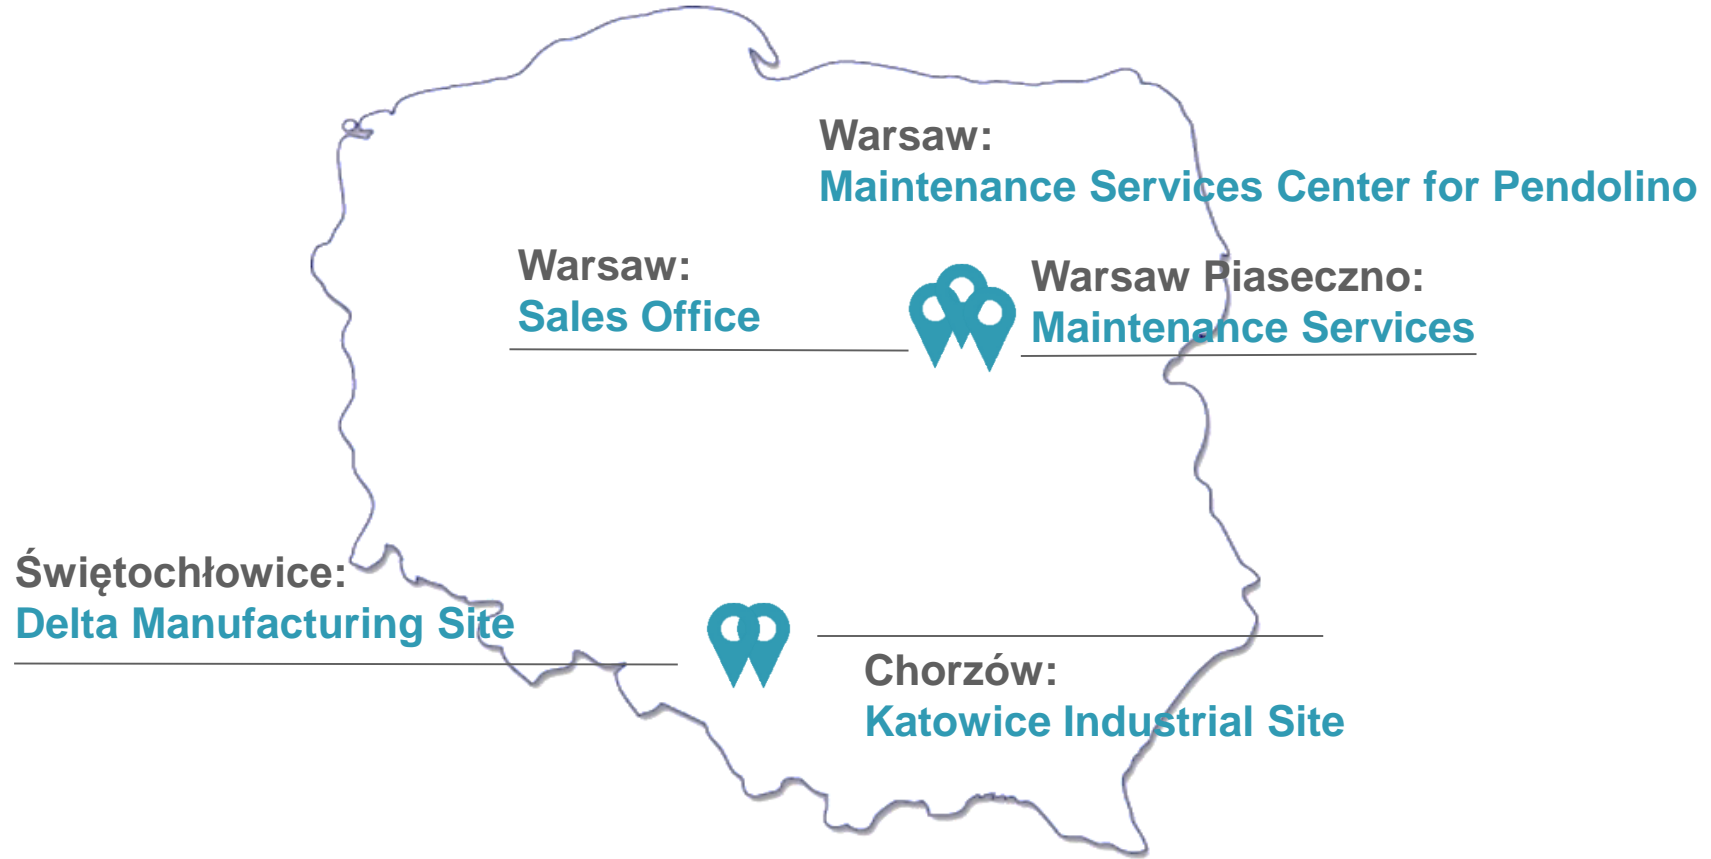 Warsaw:
Maintenance Services Center for Pendolino
Warsaw:
Sales Office
Warsaw Piaseczno:
Maintenance Services
Świętochłowice:
Delta Manufacturing Site
Chorzów:
Katowice Industrial Site